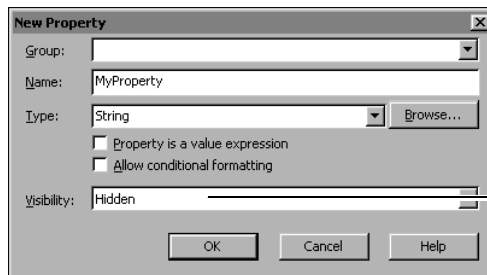 New Property
Group:
Name: MyProperty
Type: String Browse...
Property is a value expression
Allow conditional formatting
Visibility: Hidden
OK Cancel Help